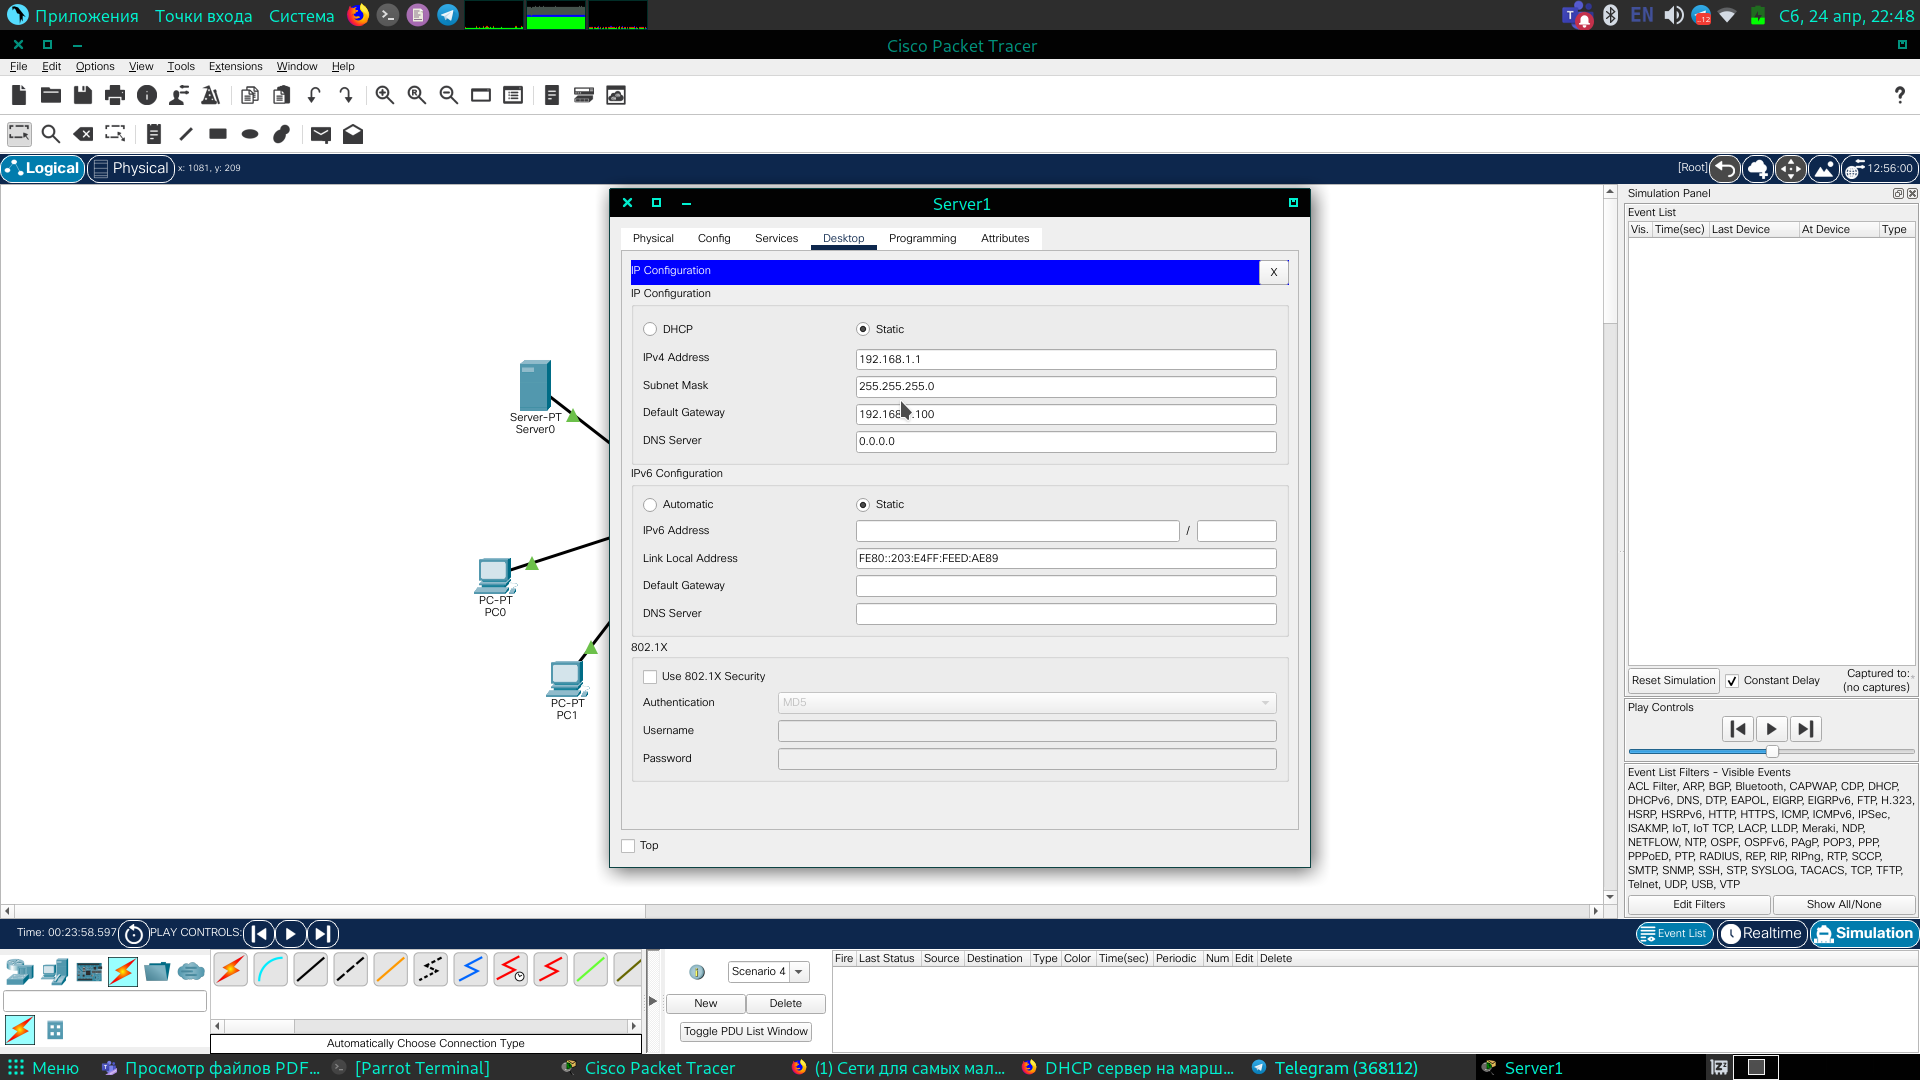 Приложения Точки входа Система
EN
Сб, 24 апр, 22:48
Cisco Packet Tracer
File Edit Options View Tools Extensions Window Help
Logical Physical x: 1081, y: 209
[Root] 12:56:00
Server1
Physical Config Services Desktop Programming Attributes
IP Configuration X
IP Configuration
DHCP Static
IPv4 Address 192.168.1.1
Subnet Mask 255.255.255.0
Default Gateway 192.168 .100
DNS Server 0.0.0.0
IPv6 Configuration
Automatic Static
IPv6 Address /
Link Local Address FE80::203:E4FF:FEED:AE89
Default Gateway
DNS Server
802.1X
Use 802.1X Security
Authentication MD5
Username
Password
Top
Server-PT
Server0
PC-PT
PC0
PC-PT
PC1
Simulation Panel
Event List
Vis. Time(sec) Last Device At Device Type
Reset Simulation Constant Delay Captured to:
(no captures)
Play Controls
Event List Filters - Visible Events
ACL Filter, ARP, BGP, Bluetooth, CAPWAP, CDP, DHCP,
DHCPv6, DNS, DTP, EAPOL, EIGRP, EIGRPv6, FTP, H.323,
HSRP, HSRPv6, HTTP, HTTPS, ICMP, ICMPv6, IPSec,
ISAKMP, IoT, IoT TCP, LACP, LLDP, Meraki, NDP,
NETFLOW, NTP, OSPF, OSPFv6, PAgP, POP3, PPP,
PPPoED, PTP, RADIUS, REP, RIP, RIPng, RTP, SCCP,
SMTP, SNMP, SSH, STP, SYSLOG, TACACS, TCP, TFTP,
Telnet, UDP, USB, VTP
Edit Filters Show All/None
Time: 00:23:58.597 PLAY CONTROLS:
Event List Realtime Simulation
Scenario 4
New Delete
Toggle PDU List Window
Fire Last Status Source Destination Type Color Time(sec) Periodic Num Edit Delete
Automatically Choose Connection Type
Меню Просмотр файлов PDF... [Parrot Terminal] Cisco Packet Tracer (1) Сети для самых мал... DHCP сервер на марш... Telegram (368112) Server1